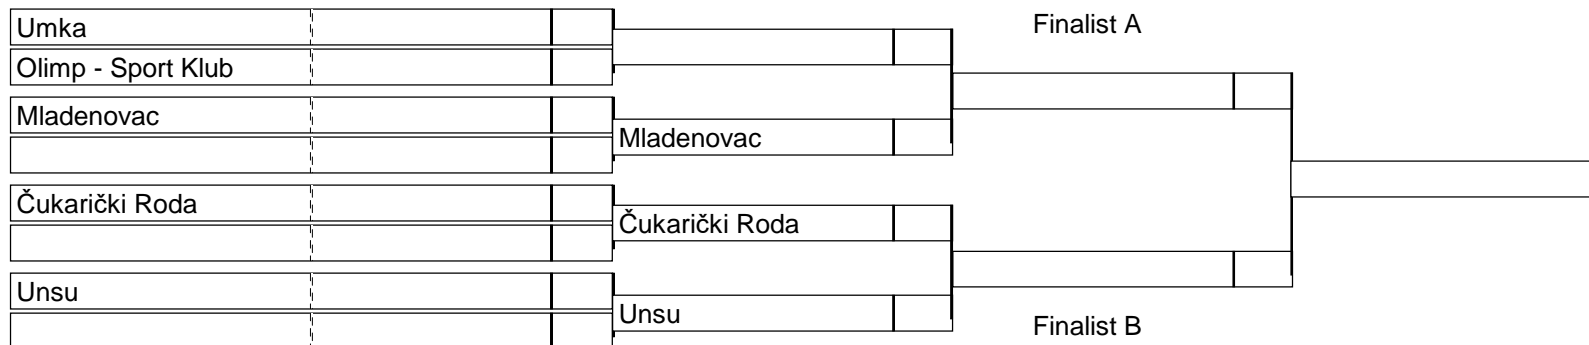 Umka
Olimp - Sport Klub
Mladenovac
Čukarički Roda
Unsu
Mladenovac
Čukarički Roda
Unsu
Finalist A
Finalist B